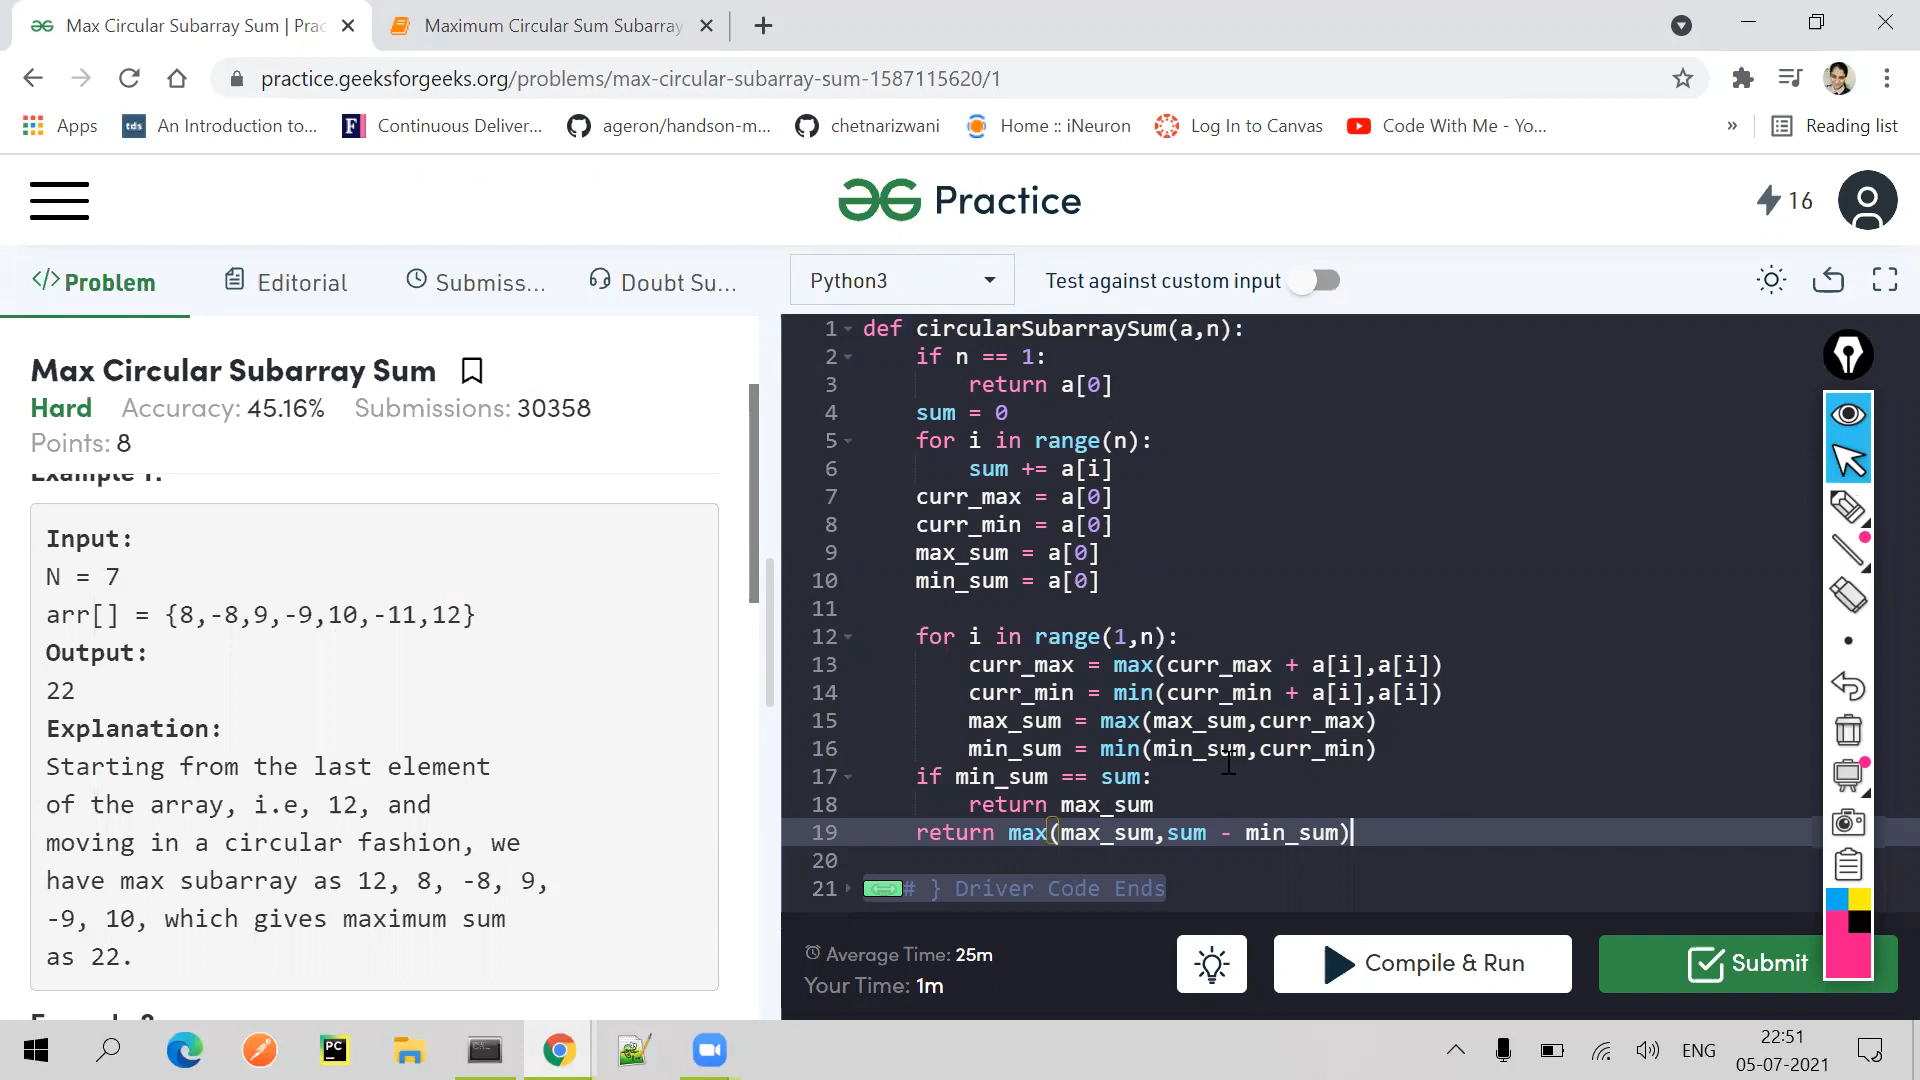 Max Circular Subarray Sum | Prac
Maximum Circular Sum Subarray
practice.geeksforgeeks.org/problems/max-circular-subarray-sum-1587115620/1
Apps
tds
An Introduction to...
F
Continuous Deliver...
ageron/handson-m...
chetnarizwani
Home :: iNeuron
Log In to Canvas
Code With Me - Yo...
»
Reading list
Practice
16
</> Problem
Editorial
Submiss...
Doubt Su...
Python3
Test against custom input
Max Circular Subarray Sum
Hard Accuracy: 45.16% Submissions: 30358
Points: 8
Example 1:
Input:
N = 7
arr[] = {8,-8,9,-9,10,-11,12}
Output:
22
Explanation:
Starting from the last element
of the array, i.e, 12, and
moving in a circular fashion, we
have max subarray as 12, 8, -8, 9,
-9, 10, which gives maximum sum
as 22.
1 def circularSubarraySum(a,n):
2 if n == 1:
3 return a[0]
4 sum = 0
5 for i in range(n):
6 sum += a[i]
7 curr_max = a[0]
8 curr_min = a[0]
9 max_sum = a[0]
10 min_sum = a[0]
11
12 for i in range(1,n):
13 curr_max = max(curr_max + a[i],a[i])
14 curr_min = min(curr_min + a[i],a[i])
15 max_sum = max(max_sum,curr_max)
16 min_sum = min(min_sum,curr_min)
17 if min_sum == sum:
18 return max_sum
19 return max(max_sum,sum - min_sum)
20
21 # } Driver Code Ends
Average Time: 25m
Your Time: 1m
Compile & Run
Submit
PC
ENG
22:51
05-07-2021